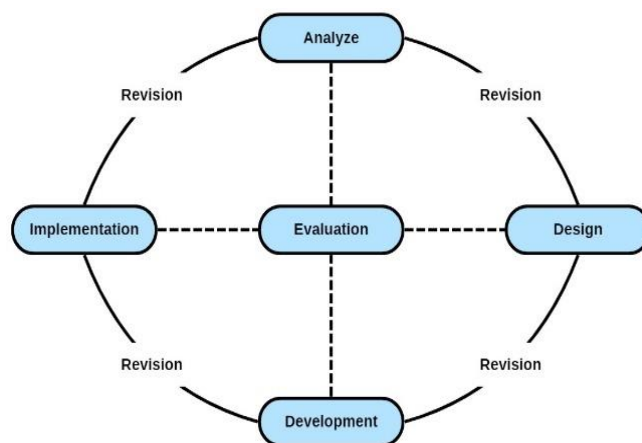 Analyze
Revision
Revision
Implementation
Evaluation
Design
Revision
Revision
Development